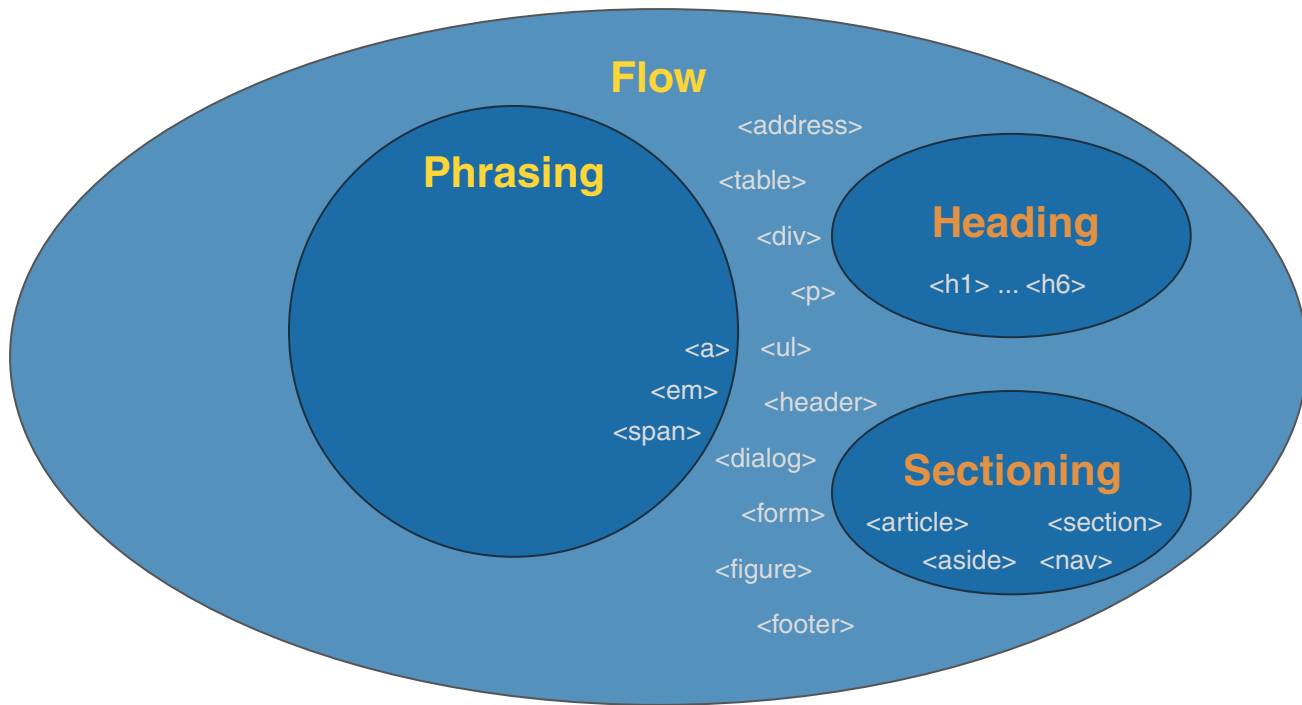 Flow
<address>
Phrasing
<table>
Heading
<div>
<h1> ... <h6>
<p>
<a>
<ul>
<em>
<header>
<span>
<dialog>
Sectioning
<form>
<article>
<section>
<aside>
<nav>
<figure>
<footer>